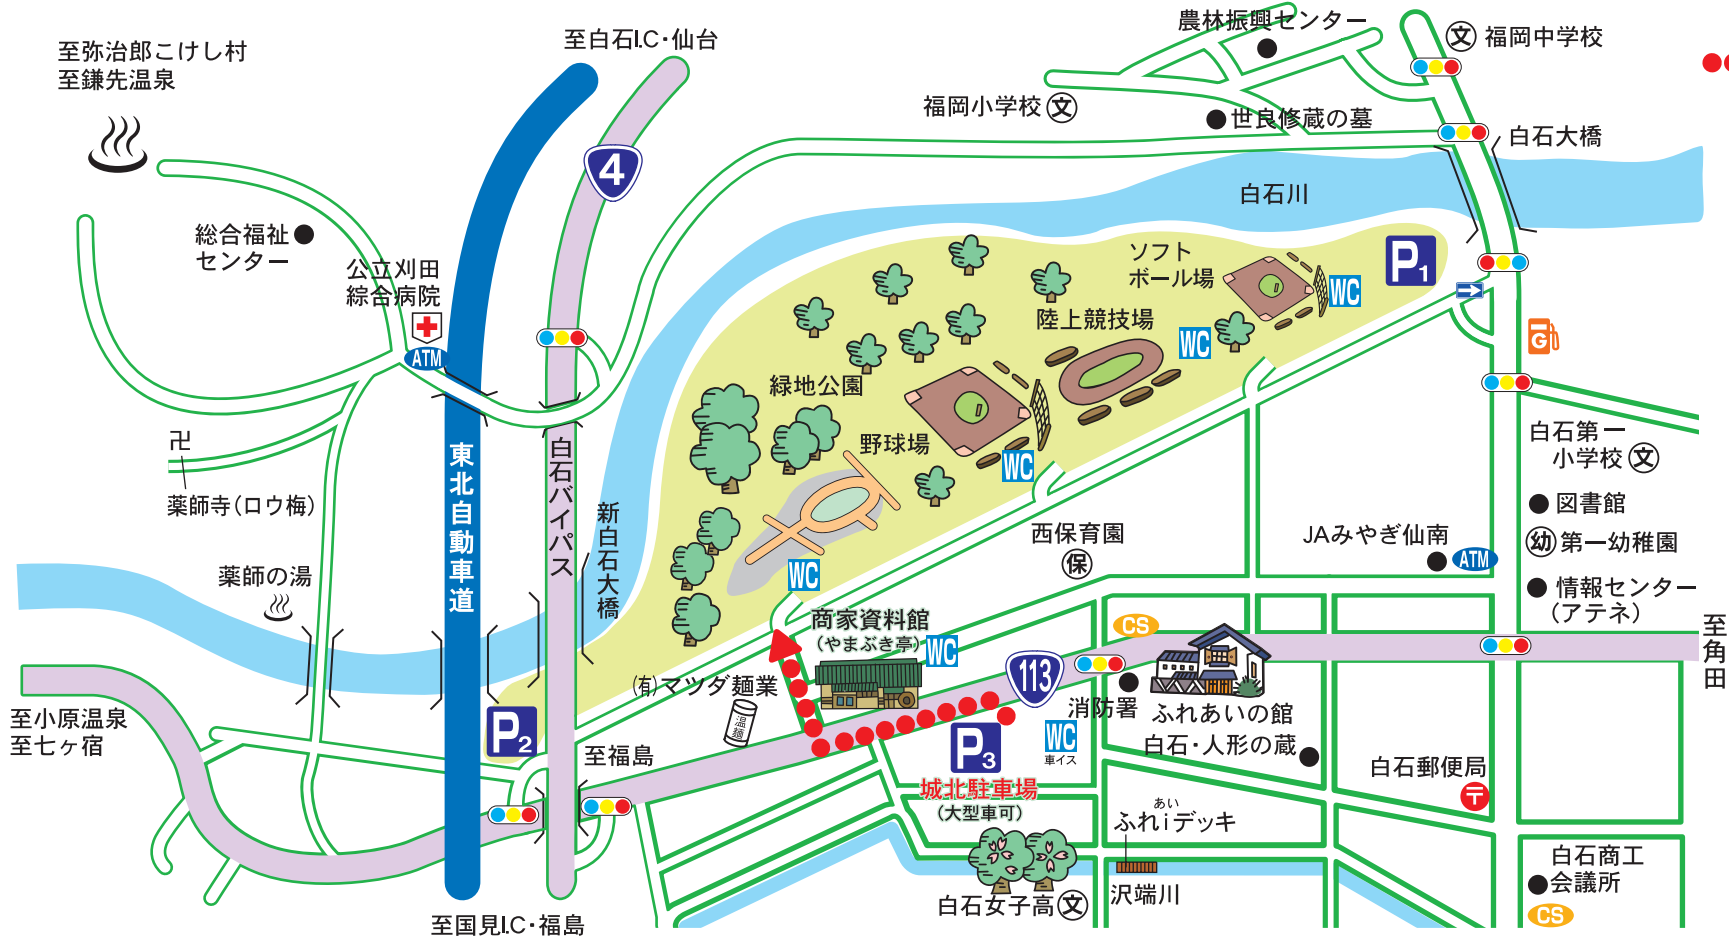 至弥治郎こけし村
至鎌先温泉
至白石I.C・仙台
農林振興センター
文 福岡中学校
福岡小学校 文
世良修蔵の墓
白石大橋
4
白石川
総合福祉
センター
公立刈田
綜合病院
ATM
ソフト
ボール場
P1
WC
陸上競技場
WC
G
緑地公園
野球場
WC
卍
薬師寺(ロウ梅)
東北自動車道
白石バイパス
新白石大橋
白石第一
小学校 文
図書館
幼 第一幼稚園
情報センター
(アテネ)
JAみやぎ仙南
ATM
西保育園
保
WC
薬師の湯
商家資料館
(やまぶき亭)
WC
CS
至角田
113
(有)マツダ麺業
温麺
消防署
ふれあいの館
白石・人形の蔵
至小原温泉
至七ヶ宿
P2
P3
WC
車イス
至福島
城北駐車場
(大型車可)
白石郵便局
〒
あい
ふれiデッキ
白石女子高 文
沢端川
白石商工
会議所
CS
至国見I.C・福島